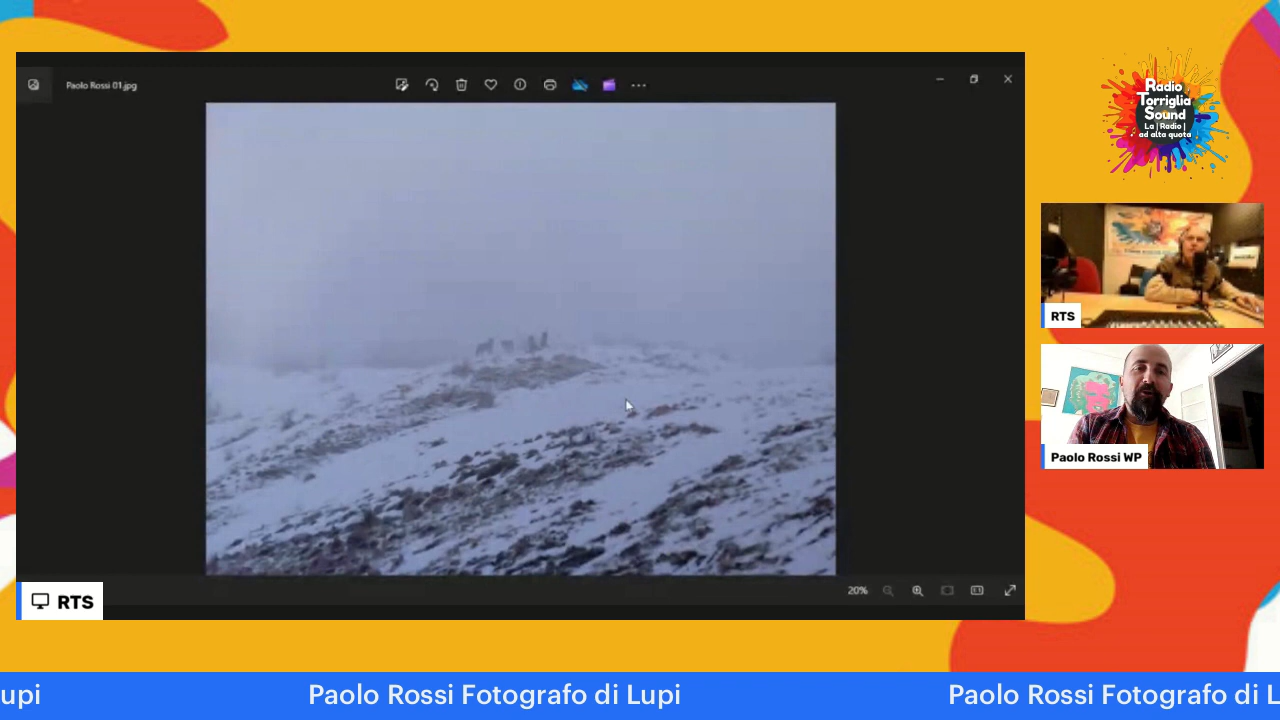 Paolo Rossi 01.jpg
Radio
Torriglia
Sound
La | Radio |
ad alta quota
RTS
Paolo Rossi WP
20%
RTS
upi
Paolo Rossi Fotografo di Lupi
Paolo Rossi Fotografo di L